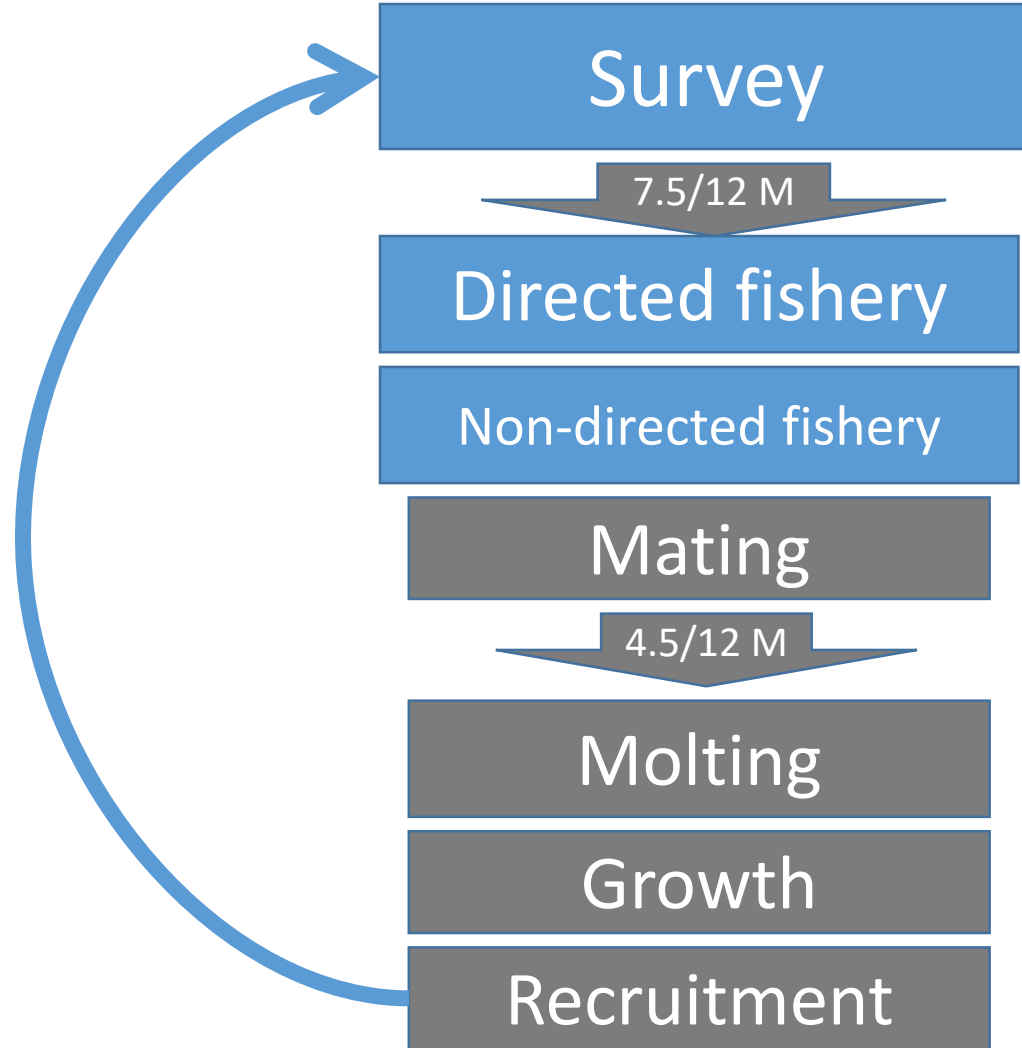 Survey
7.5/12 M
Directed fishery
Non-directed fishery
Mating
4.5/12 M
Molting
Growth
Recruitment